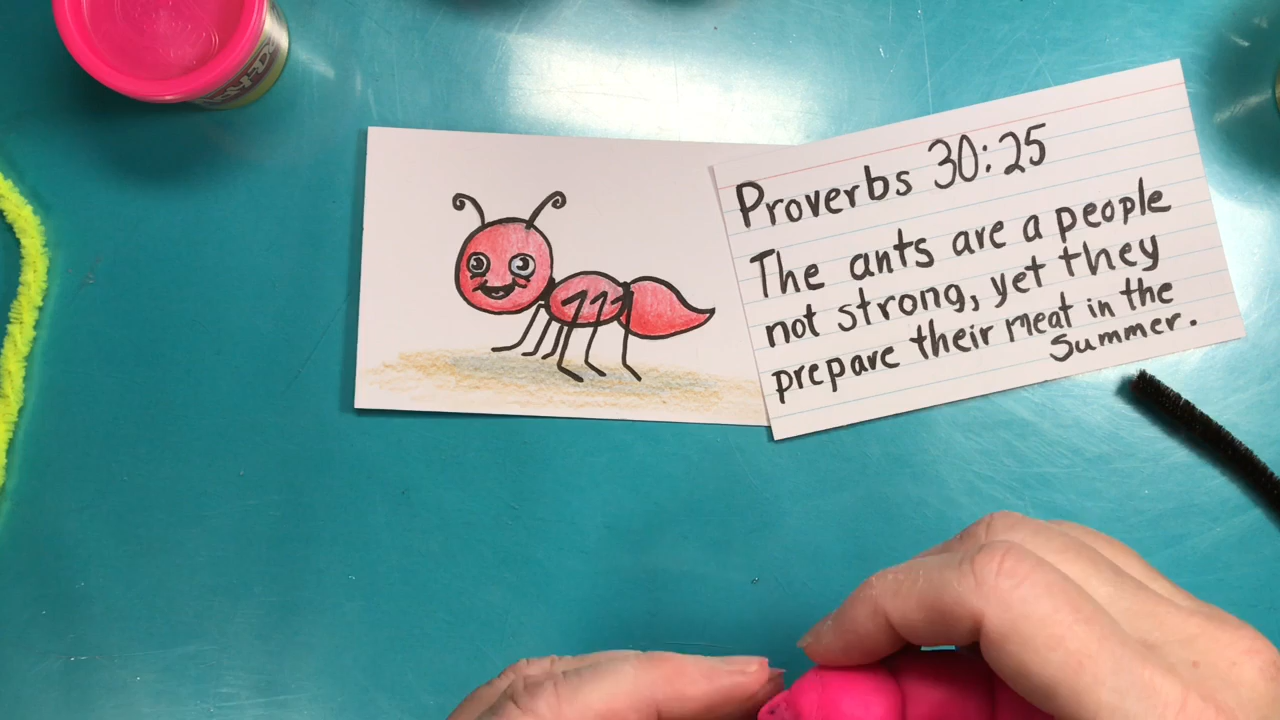 Proverbs 30:25
The ants are a people
not strong, yet they
prepare their meat in the
Summer.